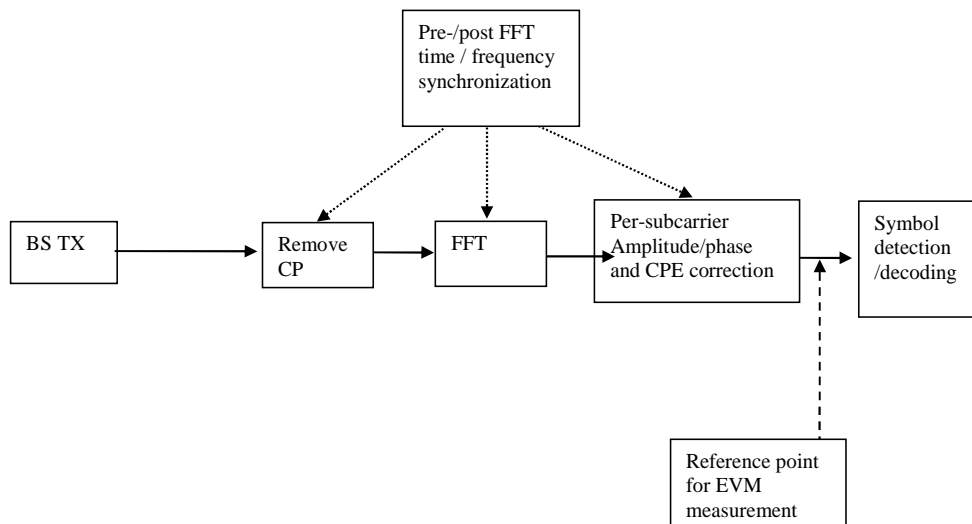 Pre-/post FFT
time / frequency
synchronization
BS TX
Remove
CP
FFT
Per-subcarrier
Amplitude/phase
and CPE correction
Symbol
detection
/decoding
Reference point
for EVM
measurement